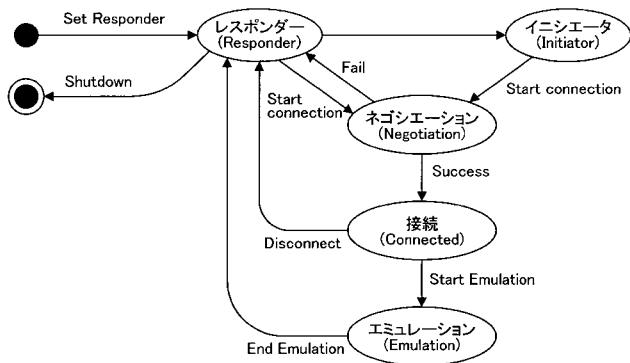 Set Responder
レスポンダー
(Responder)
イニシエータ
(Initiator)
Shutdown
Fail
Start
connection
Start connection
ネゴシエーション
(Negotiation)
Success
接続
(Connected)
Disconnect
Start Emulation
エミュレーション
(Emulation)
End Emulation